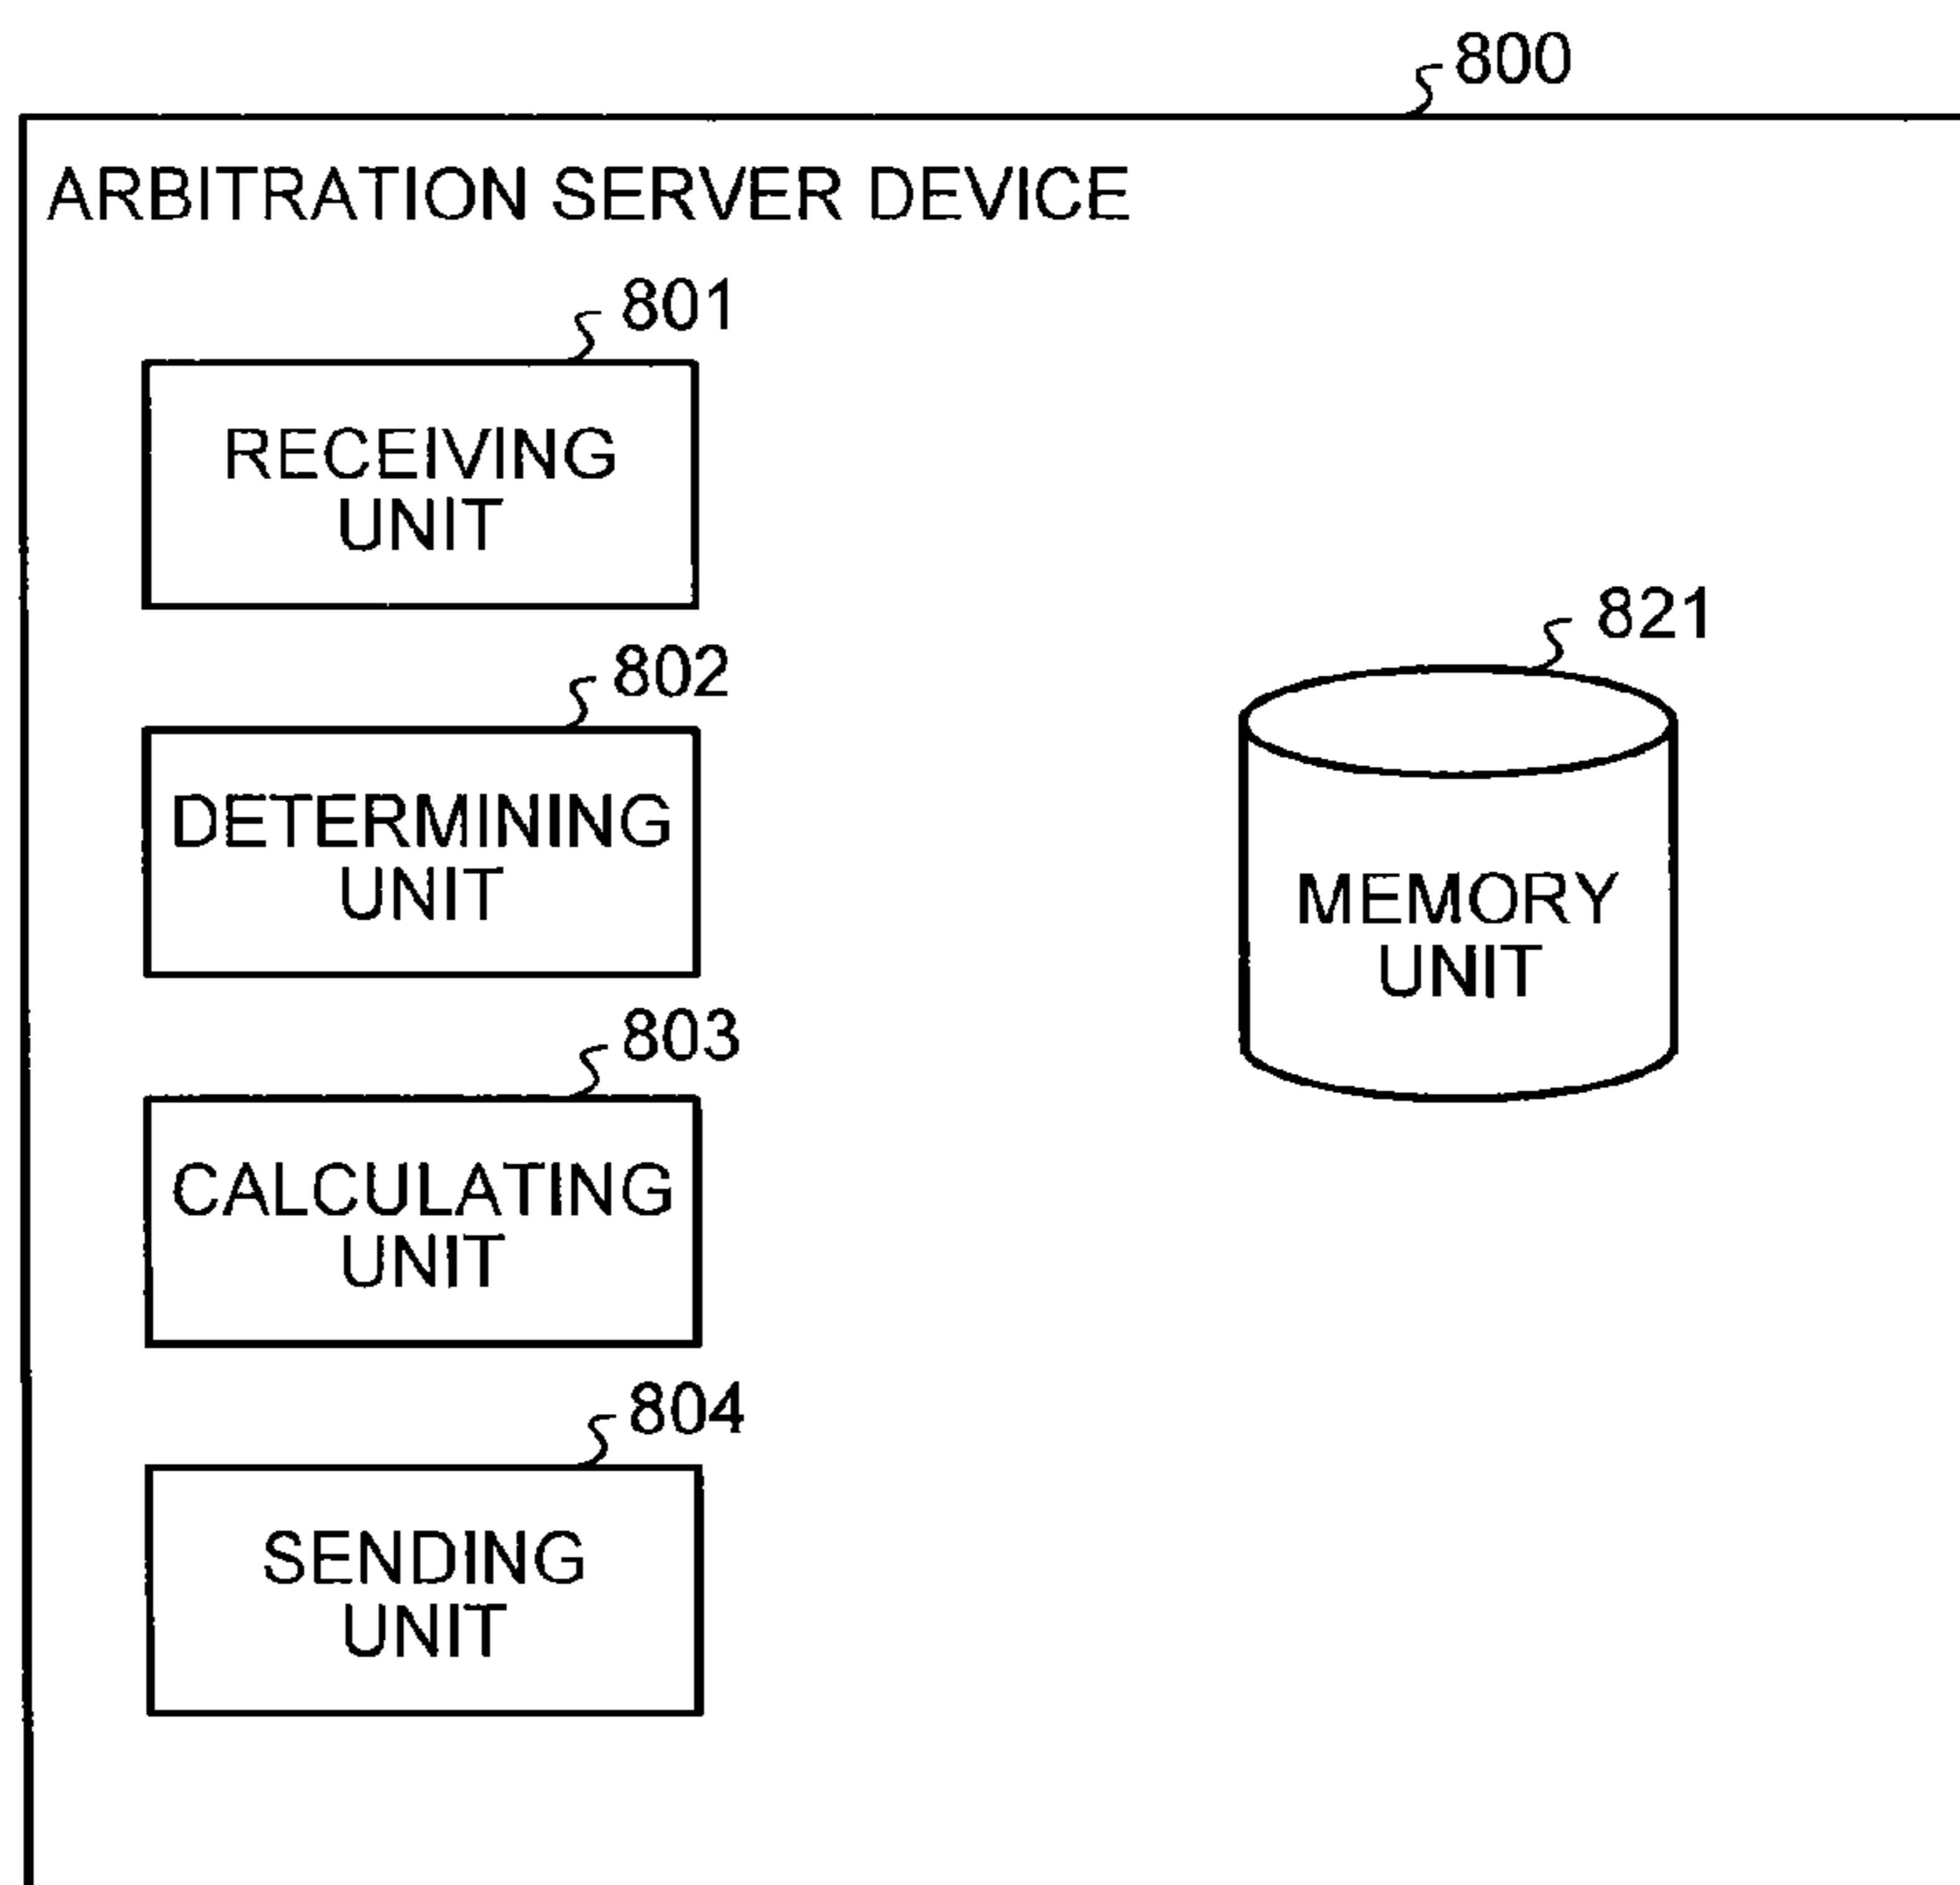 800
ARBITRATION SERVER DEVICE
801
RECEIVING
UNIT
802
DETERMINING
UNIT
803
CALCULATING
UNIT
804
SENDING
UNIT
821
MEMORY
UNIT